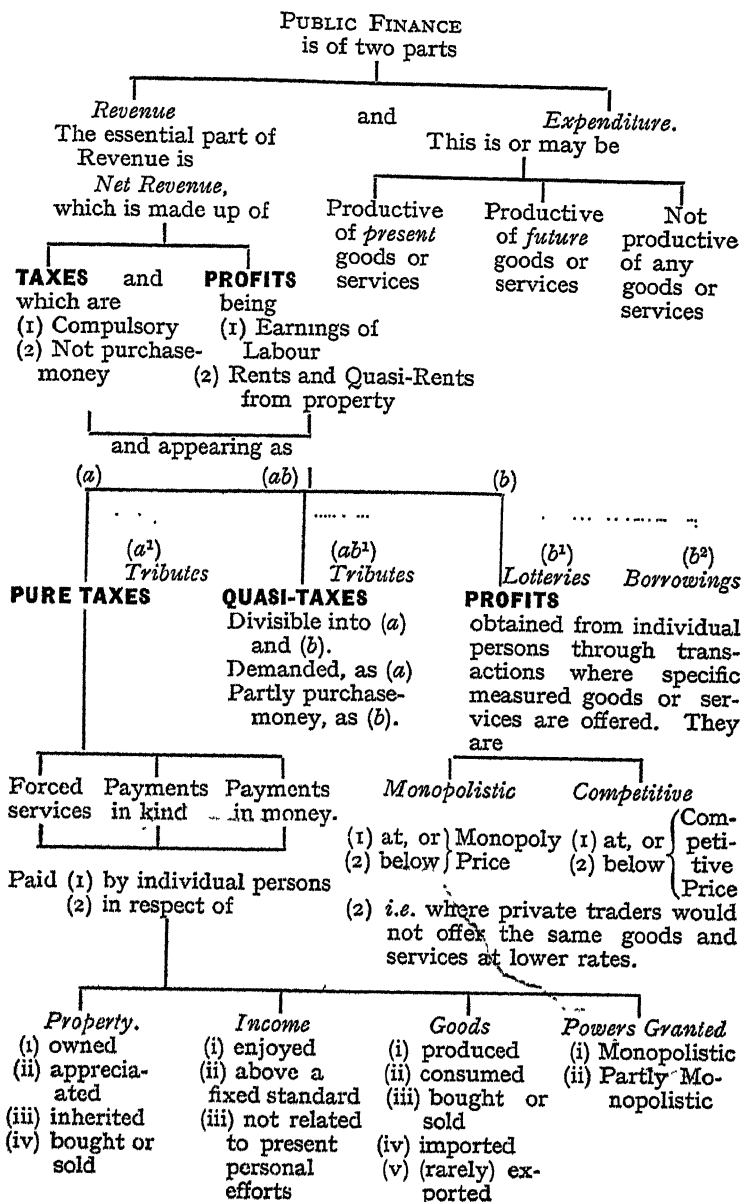 PUBLIC FINANCE
is of two parts
Revenue
and
Expenditure.
The essential part of
Revenue is
Net Revenue,
which is made up of
This is or may be
Productive
of present
goods or
services
Productive
of future
goods or
services
Not
productive
of any
goods or
services
TAXES and
which are
(1) Compulsory
(2) Not purchase-
money
PROFITS
being
(1) Earnings of
Labour
(2) Rents and Quasi-Rents
from property
and appearing as
(a)
(ab)
(b)
(a¹)
Tributes
(ab¹)
Tributes
(b¹)
Lotteries
(b²)
Borrowings
PURE TAXES
QUASI-TAXES
Divisible into (a)
and (b).
Demanded, as (a)
Partly purchase-
money, as (b).
PROFITS
obtained from individual
persons through trans-
actions where specific
measured goods or ser-
vices are offered. They
are
Forced
services
Payments
in kind
Payments
in money.
Paid (1) by individual persons
(2) in respect of
Monopolistic
(1) at, or } Monopoly
(2) below } Price
Competitive
(1) at, or
(2) below
{ Com-
peti-
tive
Price
(2) i.e. where private traders would
not offer the same goods and
services at lower rates.
Property.
(i) owned
(ii) apprecia-
ated
(iii) inherited
(iv) bought or
sold
Income
(i) enjoyed
(ii) above a
fixed standard
(iii) not related
to present
personal
efforts
Goods
(i) produced
(ii) consumed
(iii) bought or
sold
(iv) imported
(v) (rarely) ex-
ported
Powers Granted
(i) Monopolistic
(ii) Partly Mo-
nopolistic